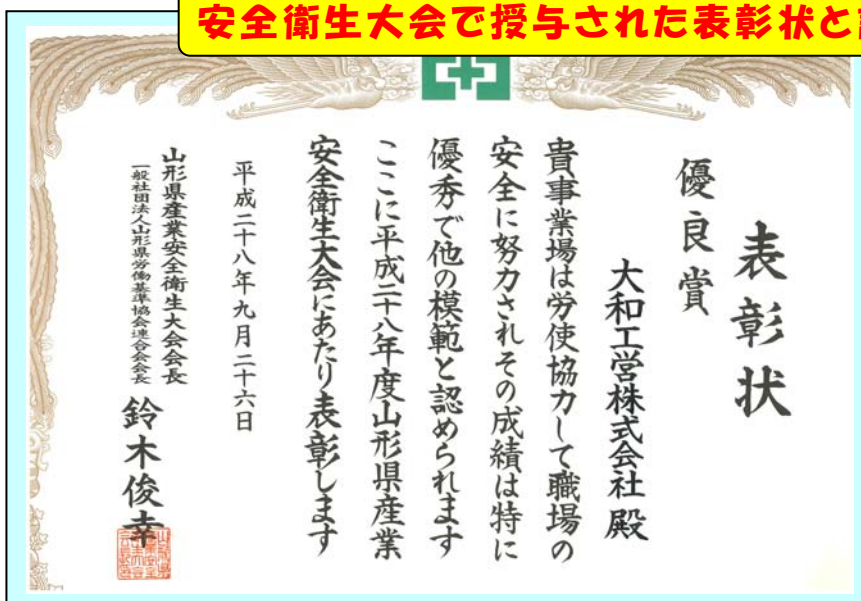 安全衛生大会で授与された表彰状と
表彰状
優良賞
大和工営株式会社 殿
貴事業場は労使協力して職場の
安全に努力されその成績は特に
優秀で他の模範と認められます
ここに平成二十八年度山形県産業
安全衛生大会にあたり表彰します
平成二十八年九月二十六日
山形県産業安全衛生大会会長
一般社団法人山形県労働基準協会連合会会長
鈴木俊幸